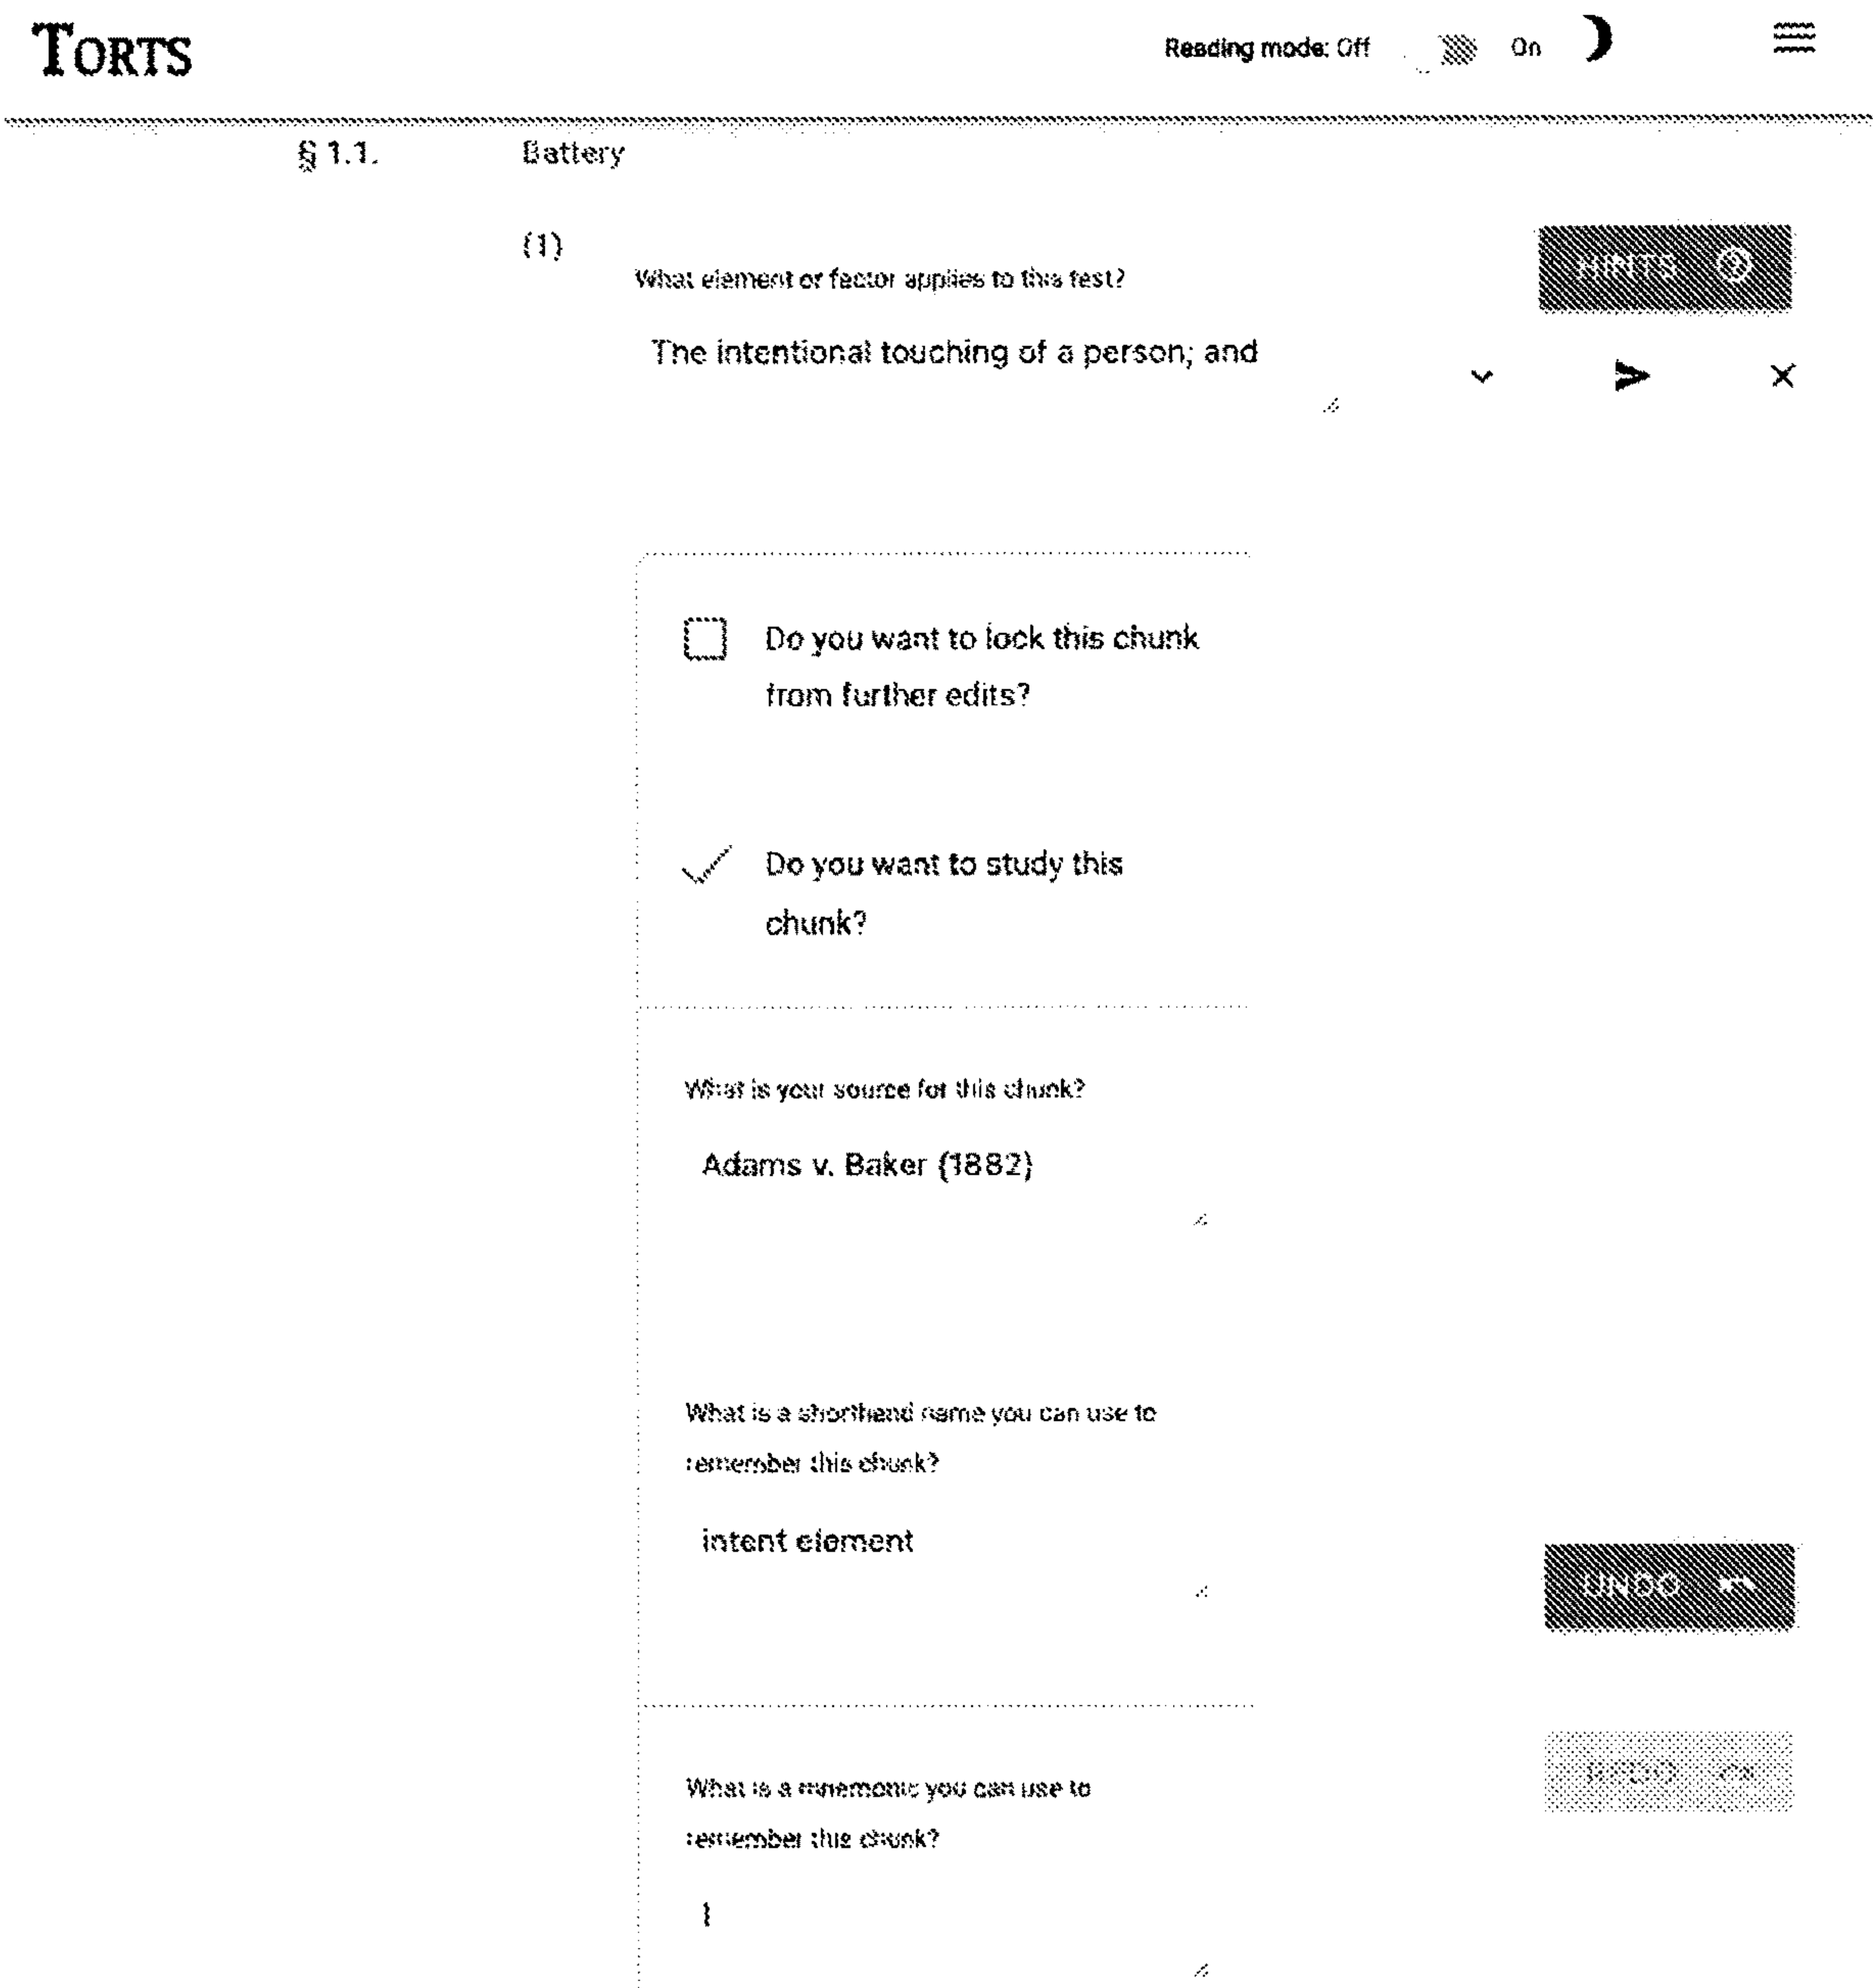 TORTS
Reading mode: Off On
§ 1.1. Battery
(1)
What element or factor applies to this test?
HINTS
The intentional touching of a person; and
Do you want to lock this chunk
from further edits?
Do you want to study this
chunk?
What is your source for this chunk?
Adams v. Baker (1882)
What is a shorthand name you can use to
remember this chunk?
intent element
UNDO
What is a mnemonic you can use to
REDO
remember this chunk?
I